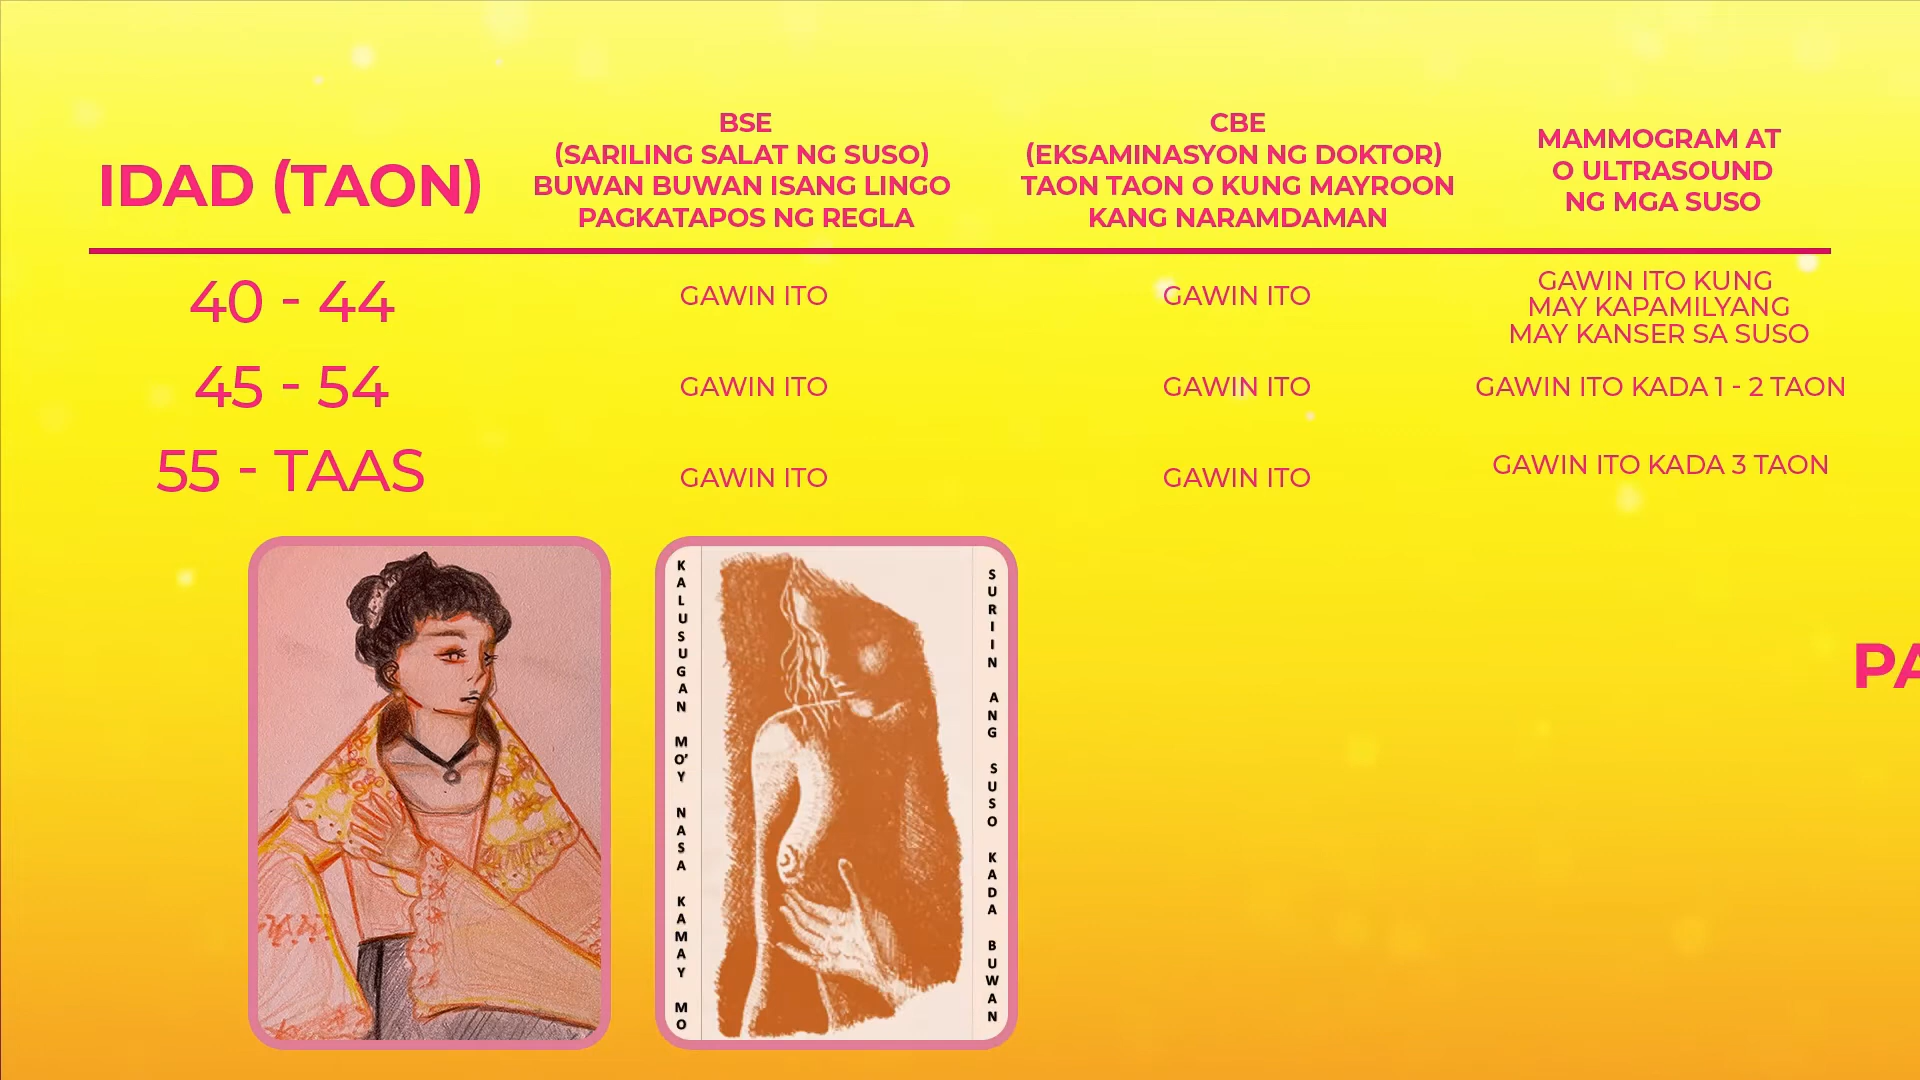 IDAD (TAON)
BSE
(SARILING SALAT NG SUSO)
BUWAN BUWAN ISANG LINGO
PAGKATAPOS NG REGLA
CBE
(EKSAMINASYON NG DOKTOR)
TAON TAON O KUNG MAYROON
KANG NARAMDAMAN
MAMMOGRAM AT
O ULTRASOUND
NG MGA SUSO
40 - 44
GAWIN ITO
GAWIN ITO
GAWIN ITO KUNG
MAY KAPAMILYANG
MAY KANSER SA SUSO
45 - 54
GAWIN ITO
GAWIN ITO
GAWIN ITO KADA 1 - 2 TAON
55 - TAAS
GAWIN ITO
GAWIN ITO
GAWIN ITO KADA 3 TAON
KALUSUGAN MO'Y NASA KAMAY MO
SURIIN ANG SUSO KADA BUWAN